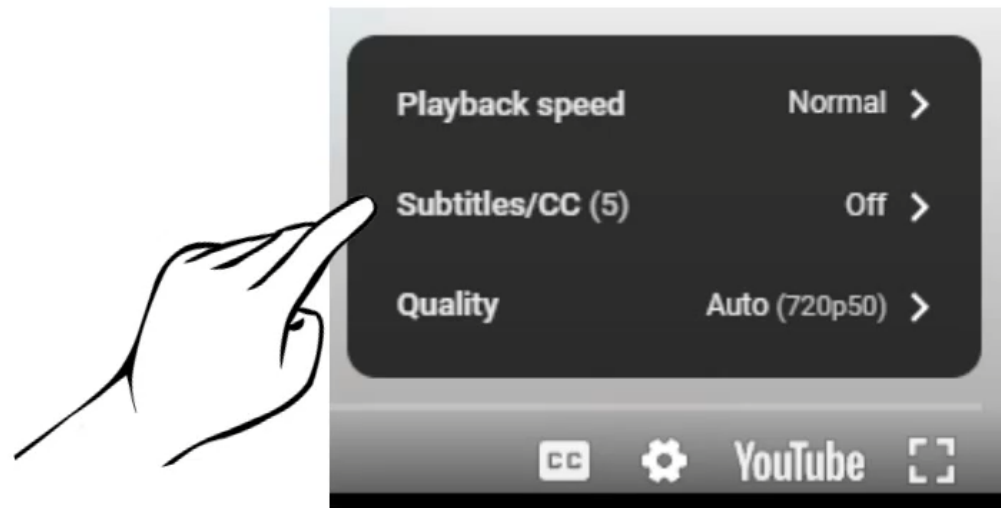 Playback speed Normal
Subtitles/CC (5) Off
Quality Auto (720p50)
CC YouTube